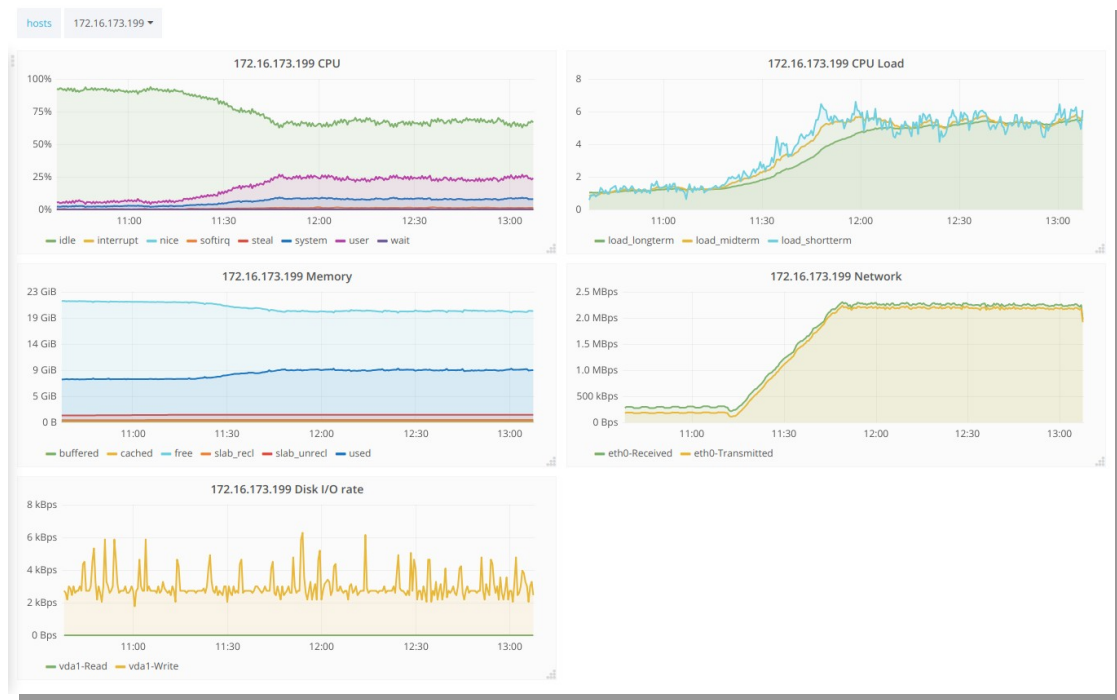 hosts 172.16.173.199
172.16.173.199 CPU
100%
75%
50%
25%
0%
11:00 11:30 12:00 12:30 13:00
idle interrupt nice softirq steal system user wait
172.16.173.199 CPU Load
8
6
4
2
0
11:00 11:30 12:00 12:30 13:00
load_longterm load_midterm load_shortterm
172.16.173.199 Memory
23 GiB
19 GiB
14 GiB
9 GiB
5 GiB
0 B
11:00 11:30 12:00 12:30 13:00
buffered cached free slab_recl slab_unrecl used
172.16.173.199 Network
2.5 MBps
2.0 MBps
1.5 MBps
1.0 MBps
500 kBps
0 Bps
11:00 11:30 12:00 12:30 13:00
eth0-Received eth0-Transmitted
172.16.173.199 Disk I/O rate
8 kBps
6 kBps
4 kBps
2 kBps
0 Bps
11:00 11:30 12:00 12:30 13:00
vda1-Read vda1-Write